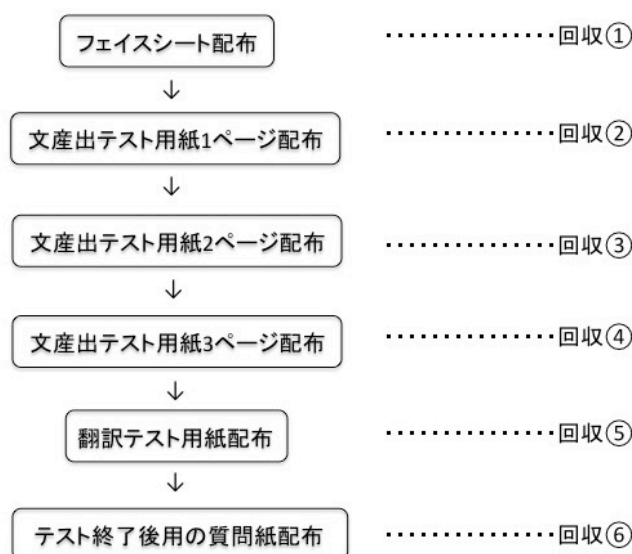 フェイスシート配布 ・・・・・・・・・・・・・・・回収①
↓
文産出テスト用紙1ページ配布 ・・・・・・・・・・・・・・・回収②
↓
文産出テスト用紙2ページ配布 ・・・・・・・・・・・・・・・回収③
↓
文産出テスト用紙3ページ配布 ・・・・・・・・・・・・・・・回収④
↓
翻訳テスト用紙配布 ・・・・・・・・・・・・・・・回収⑤
↓
テスト終了後用の質問紙配布 ・・・・・・・・・・・・・・・回収⑥